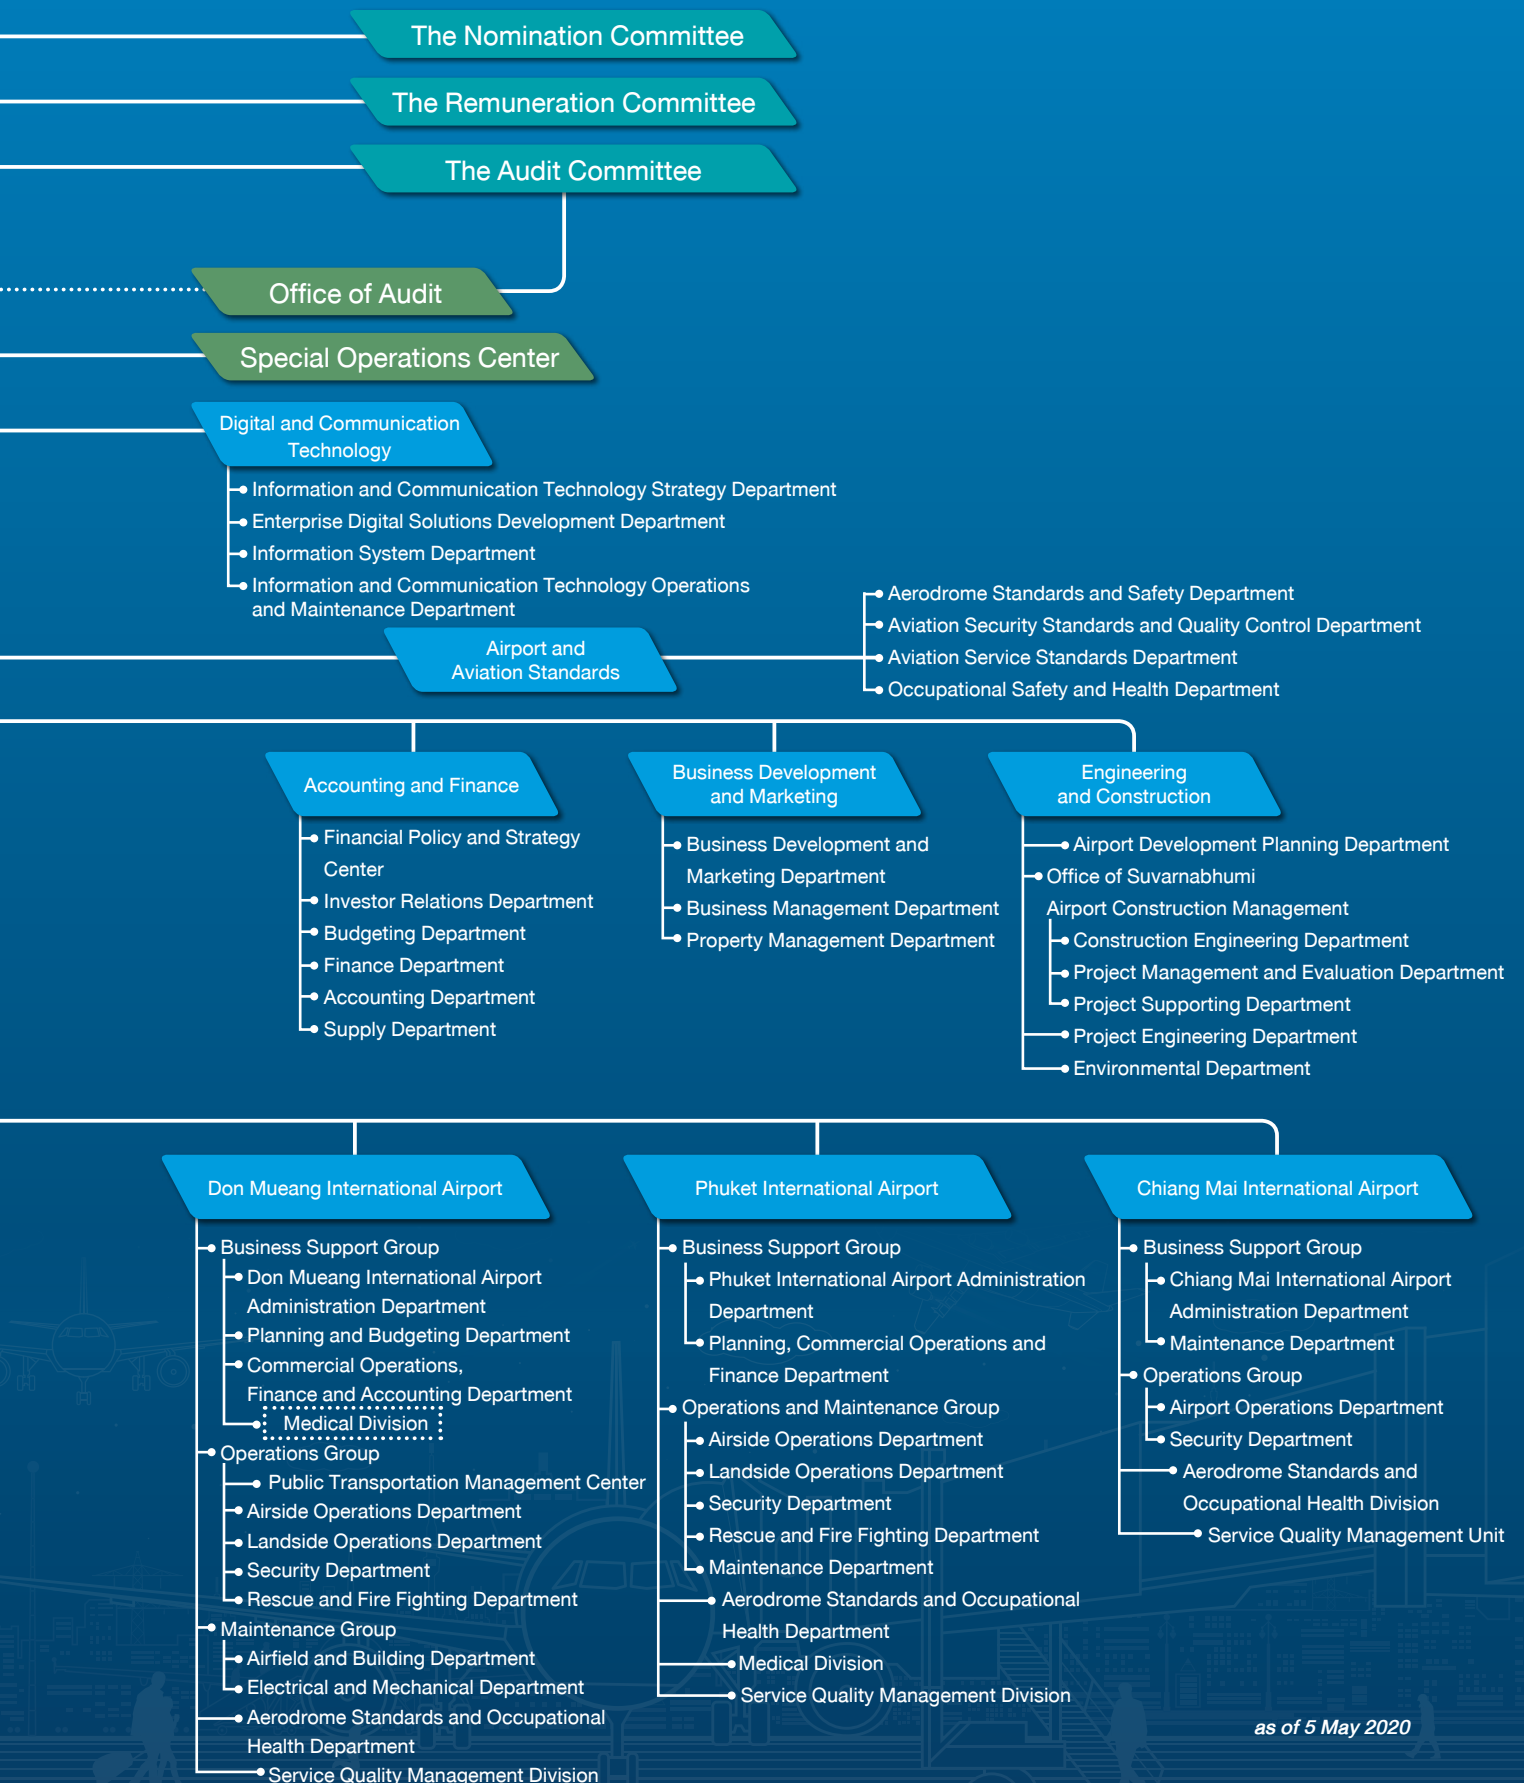 The Nomination Committee
The Remuneration Committee
The Audit Committee
Office of Audit
Special Operations Center
Digital and Communication
Technology
Information and Communication Technology Strategy Department
Enterprise Digital Solutions Development Department
Information System Department
Information and Communication Technology Operations
and Maintenance Department
Airport and
Aviation Standards
Aerodrome Standards and Safety Department
Aviation Security Standards and Quality Control Department
Aviation Service Standards Department
Occupational Safety and Health Department
Accounting and Finance
Financial Policy and Strategy
Center
Investor Relations Department
Budgeting Department
Finance Department
Accounting Department
Supply Department
Business Development
and Marketing
Business Development and
Marketing Department
Business Management Department
Property Management Department
Engineering
and Construction
Airport Development Planning Department
Office of Suvarnabhumi
Airport Construction Management
Construction Engineering Department
Project Management and Evaluation Department
Project Supporting Department
Project Engineering Department
Environmental Department
Don Mueang International Airport
Business Support Group
Don Mueang International Airport
Administration Department
Planning and Budgeting Department
Commercial Operations,
Finance and Accounting Department
Medical Division
Operations Group
Public Transportation Management Center
Airside Operations Department
Landside Operations Department
Security Department
Rescue and Fire Fighting Department
Maintenance Group
Airfield and Building Department
Electrical and Mechanical Department
Aerodrome Standards and Occupational
Health Department
Service Quality Management Division
Phuket International Airport
Business Support Group
Phuket International Airport Administration
Department
Planning, Commercial Operations and
Finance Department
Operations and Maintenance Group
Airside Operations Department
Landside Operations Department
Security Department
Rescue and Fire Fighting Department
Maintenance Department
Aerodrome Standards and Occupational
Health Department
Medical Division
Service Quality Management Division
Chiang Mai International Airport
Business Support Group
Chiang Mai International Airport
Administration Department
Maintenance Department
Operations Group
Airport Operations Department
Security Department
Aerodrome Standards and
Occupational Health Division
Service Quality Management Unit
as of 5 May 2020